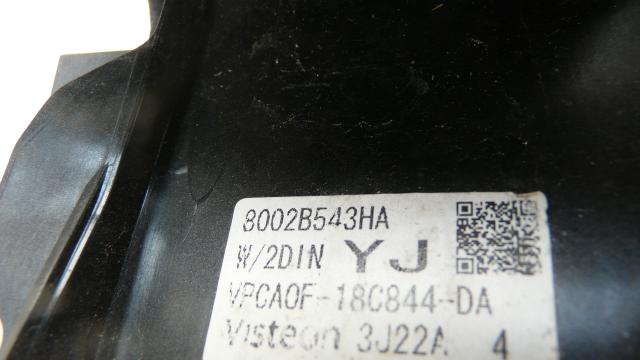 8002B543HA
W/2DIN YJ
VPCA0F-18C844-DA
Visteon 3J22A 4